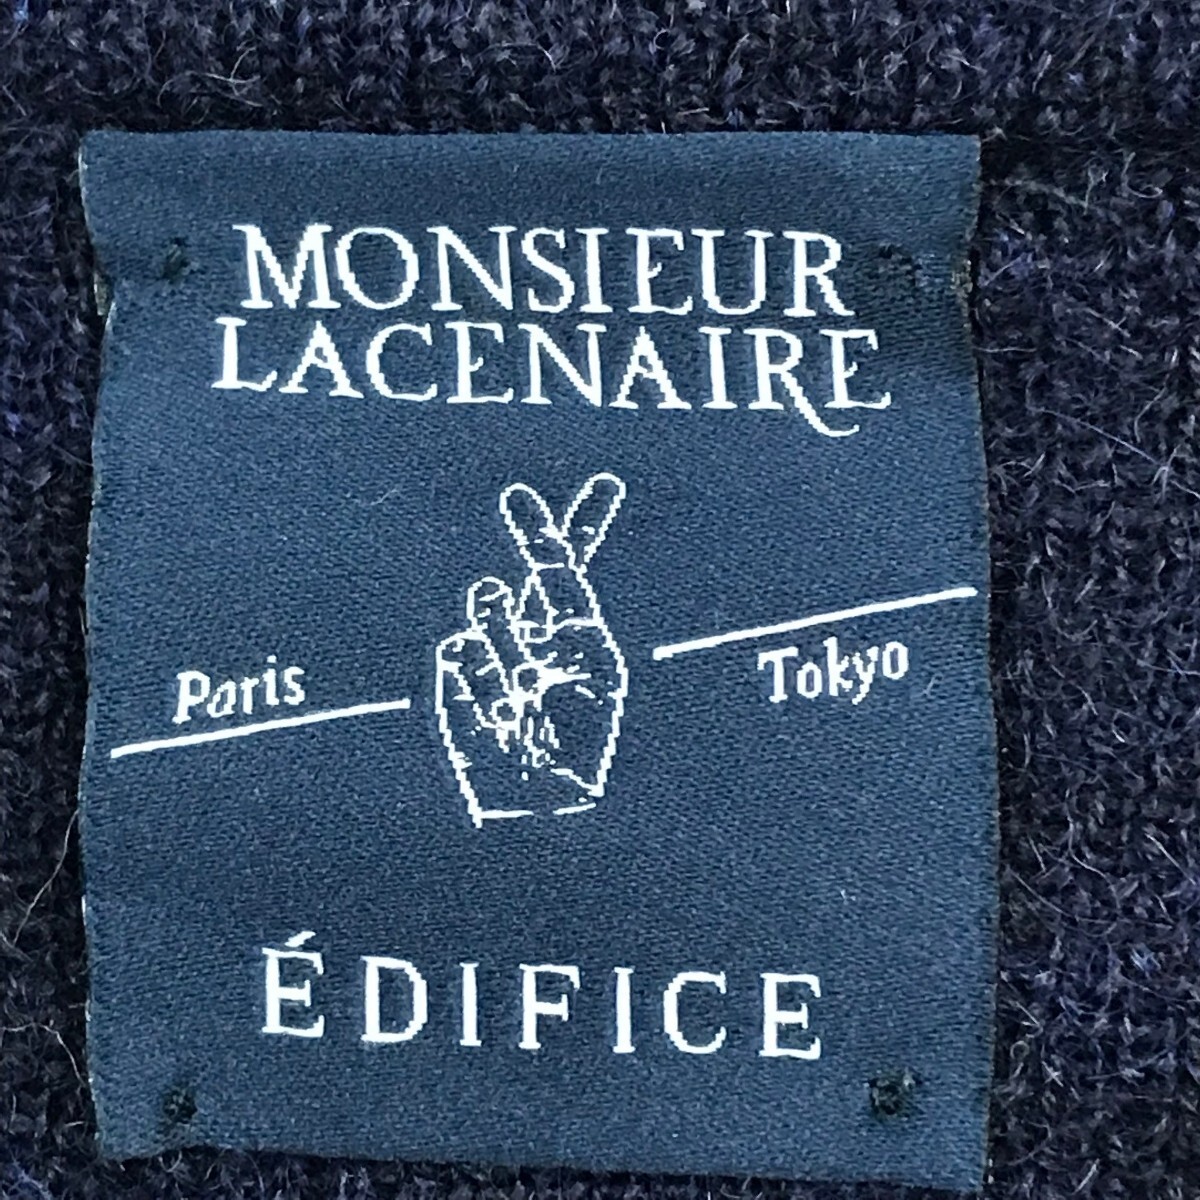 MONSIEUR
LACENAIRE
Paris
Tokyo
ÉDIFICE